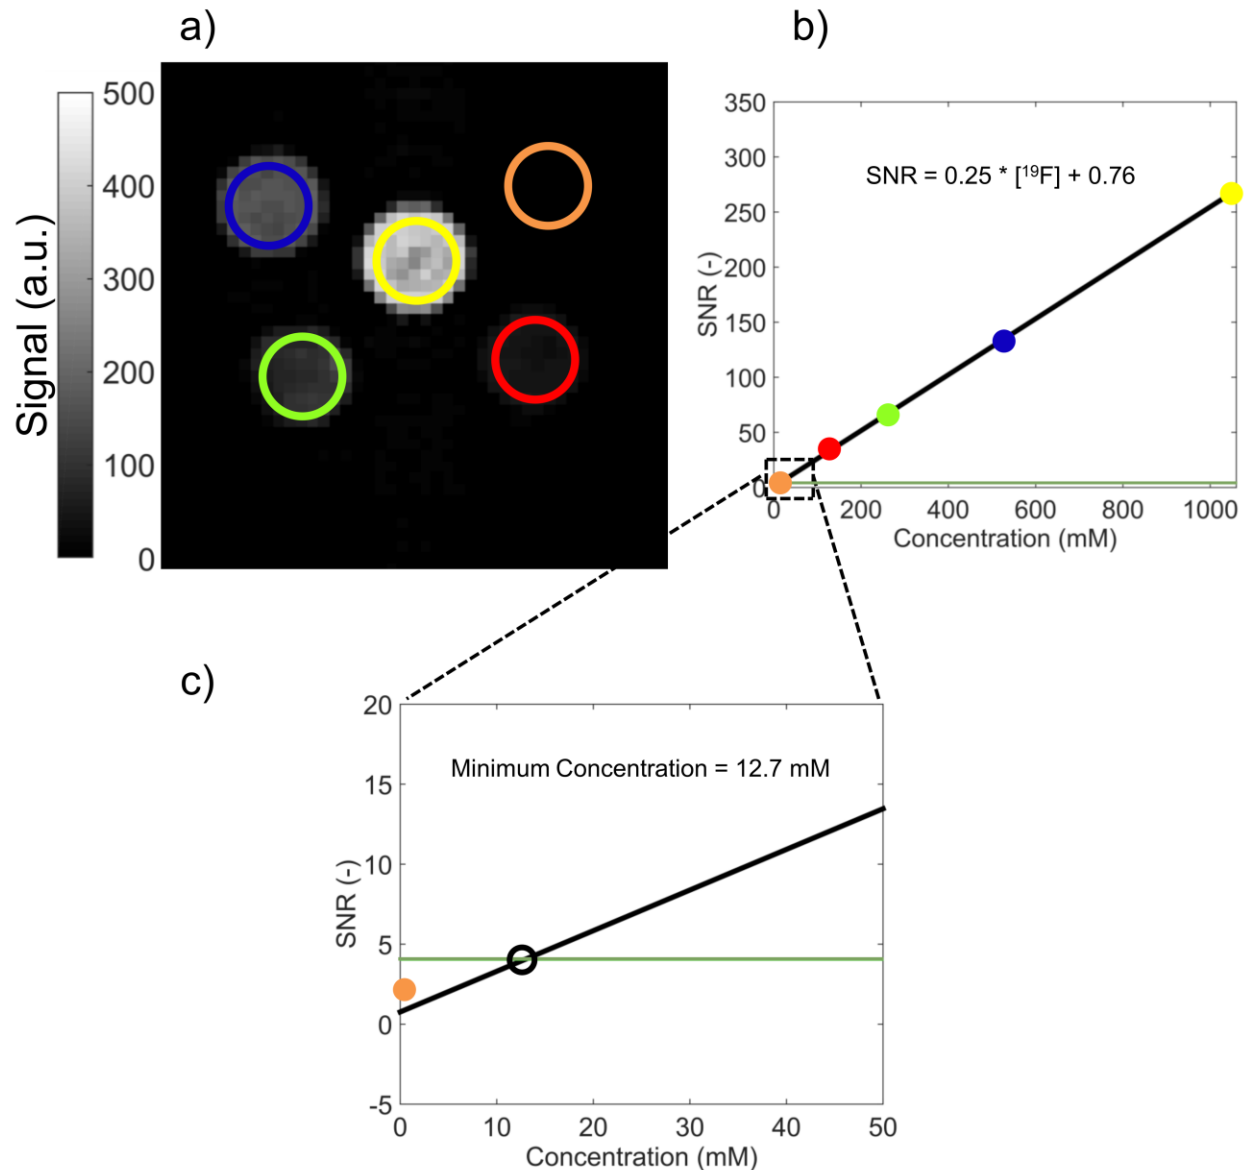 a)
500
400
300
200
100
0
Signal (a.u.)
b)
350
300
250
200
150
100
50
0
SNR (-)
SNR = 0.25 * [¹⁹F] + 0.76
0 200 400 600 800 1000
Concentration (mM)
c)
20
15
10
5
0
-5
SNR (-)
Minimum Concentration = 12.7 mM
0 10 20 30 40 50
Concentration (mM)